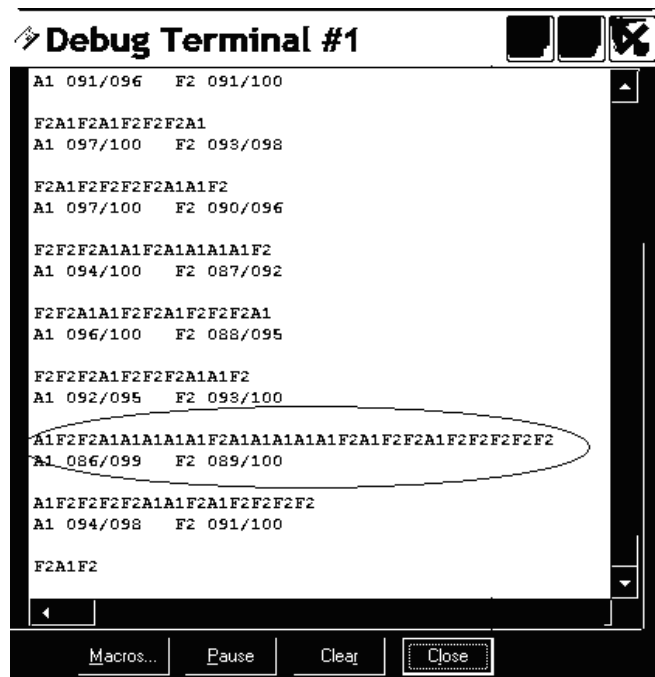 Debug Terminal #1
A1 091/096 F2 091/100
F2A1F2A1F2F2F2A1
A1 097/100 F2 093/098
F2A1F2F2F2F2A1A1F2
A1 097/100 F2 090/096
F2F2F2A1A1F2A1A1A1A1F2
A1 094/100 F2 087/092
F2F2A1A1F2A1F2F2F2A1
A1 096/100 F2 088/095
F2F2F2A1F2F2F2A1A1F2
A1 092/095 F2 093/100
A1F2F2A1A1A1A1A1F2A1A1A1A1A1F2A1F2F2A1F2F2F2F2F2
A1 086/099 F2 089/100
A1F2F2F2F2A1A1F2A1F2F2F2F2
A1 094/098 F2 091/100
F2A1F2
Macros... Pause Clear Close